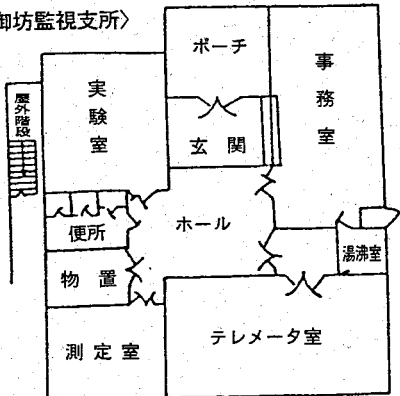 御坊監視支所〉
ポーチ
事務室
実験室
屋外階段
玄関
ホール
便所
湯沸室
物置
テレメータ室
測定室